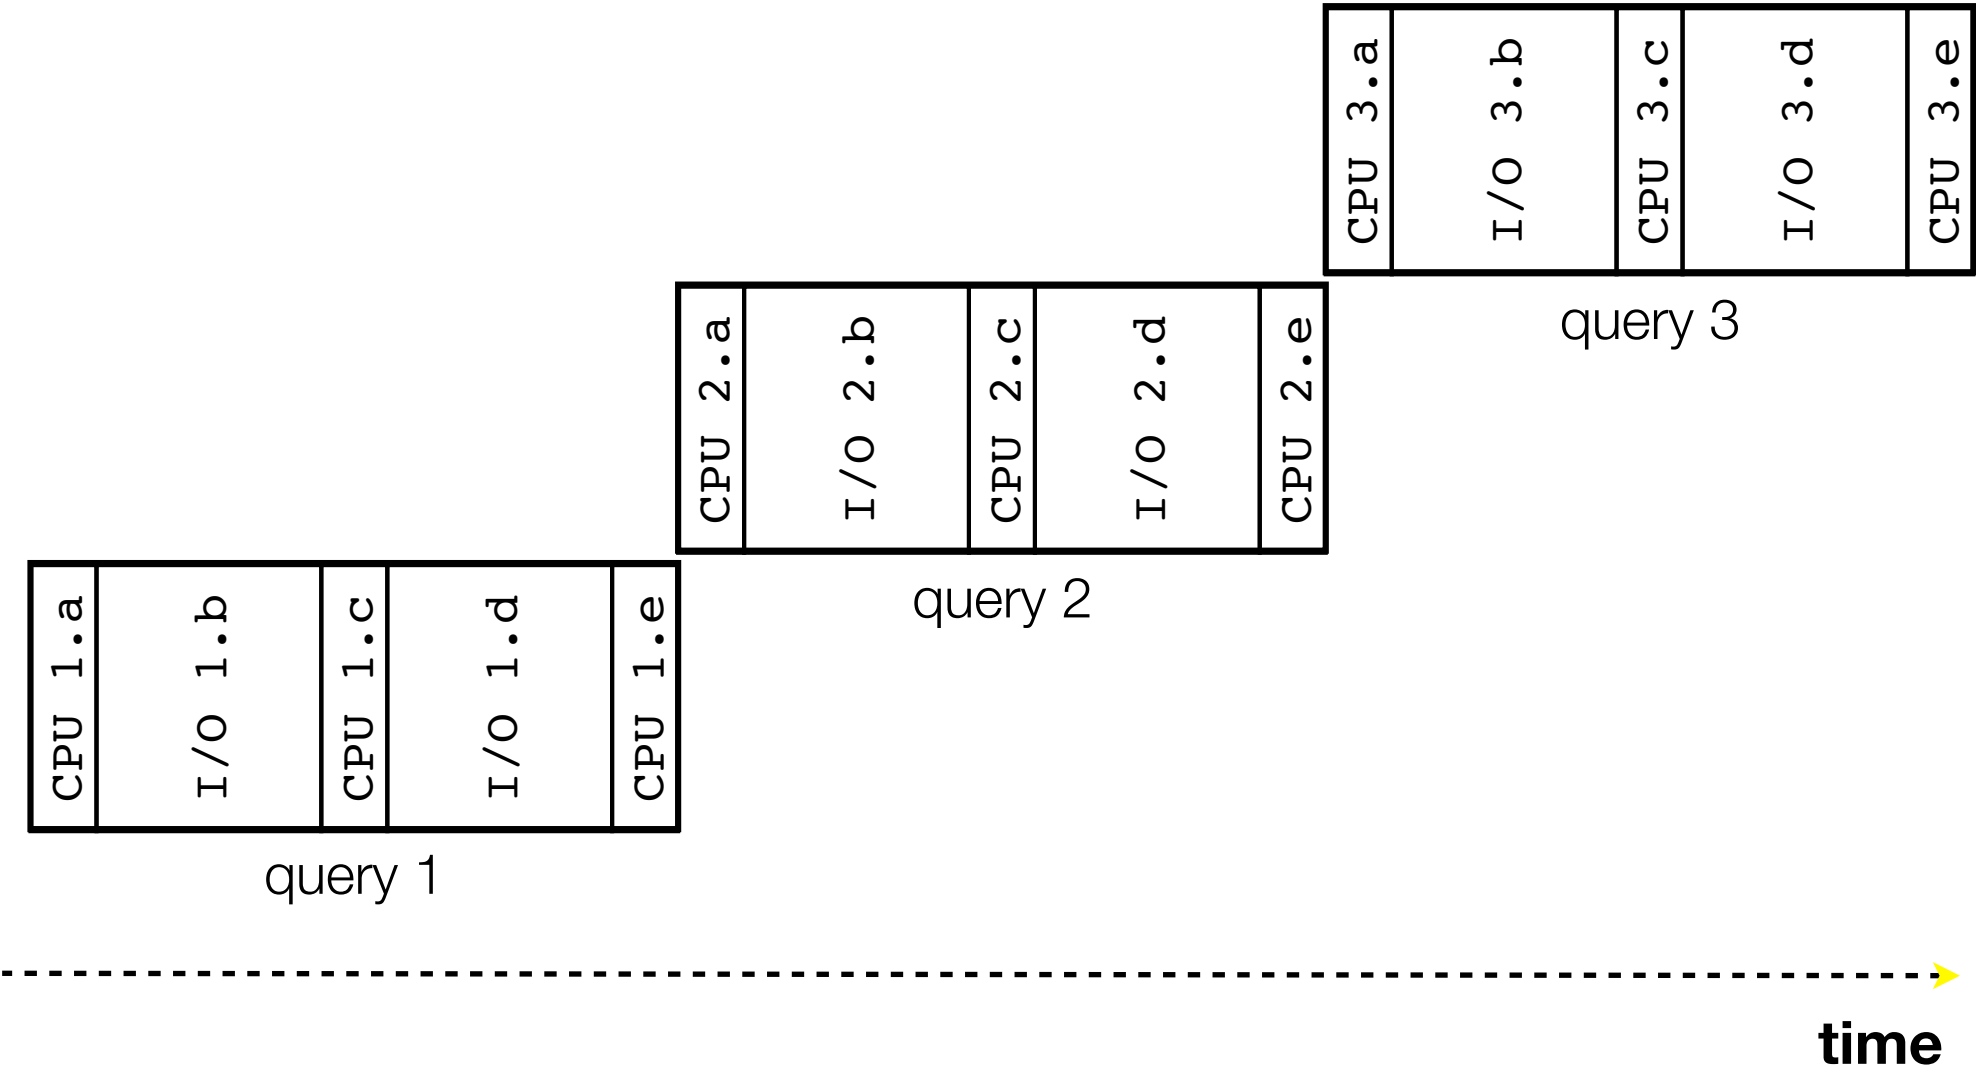 CPU 3.a
I/O 3.b
CPU 3.c
I/O 3.d
CPU 3.e
query 3
CPU 2.a
I/O 2.b
CPU 2.c
I/O 2.d
CPU 2.e
query 2
CPU 1.a
I/O 1.b
CPU 1.c
I/O 1.d
CPU 1.e
query 1
time